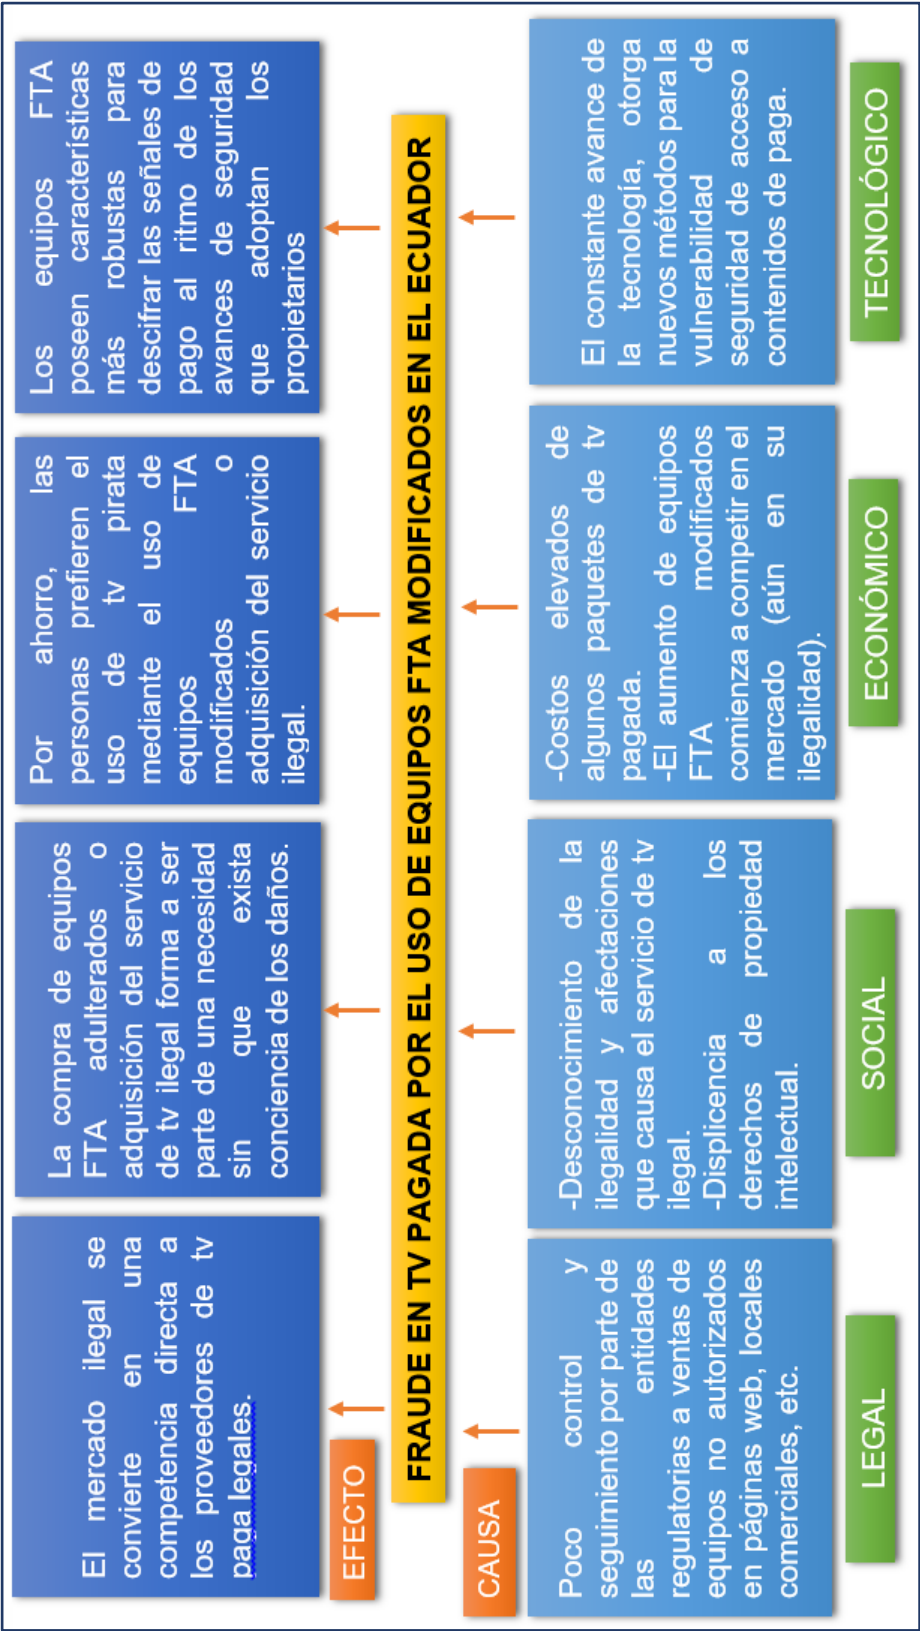 El mercado ilegal se
convierte en una
competencia directa a
los proveedores de tv
paga legales.
La compra de equipos
FTA adulterados o
adquisición del servicio
de tv ilegal forma a ser
parte de una necesidad
sin que exista
conciencia de los daños.
Por ahorro, las
personas prefieren el
uso de tv pirata
mediante el uso de
equipos FTA
modificados o
adquisición del servicio
ilegal.
Los equipos FTA
poseen características
más robustas para
descifrar las señales de
pago al ritmo de los
avances de seguridad
que adoptan los
propietarios
EFECTO
FRAUDE EN TV PAGADA POR EL USO DE EQUIPOS FTA MODIFICADOS EN EL ECUADOR
CAUSA
Poco control y
seguimiento por parte de
las entidades
regulatorias a ventas de
equipos no autorizados
en páginas web, locales
comerciales, etc.
-Desconocimiento de la
ilegalidad y afectaciones
que causa el servicio de tv
ilegal.
-Displicencia a los
derechos de propiedad
intelectual.
-Costos elevados de
algunos paquetes de tv
pagada.
-El aumento de equipos
FTA modificados
comienza a competir en el
mercado (aún en su
ilegalidad).
El constante avance de
la tecnología, otorga
nuevos métodos para la
vulnerabilidad de
seguridad de acceso a
contenidos de paga.
LEGAL
SOCIAL
ECONÓMICO
TECNOLÓGICO